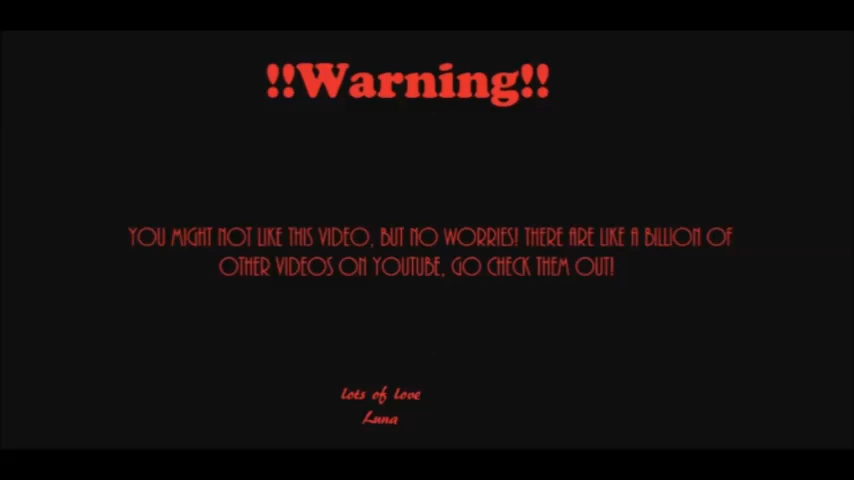 !!Warning!!
YOU MIGHT NOT LIKE THIS VIDEO, BUT NO WORRIES! THERE ARE LIKE A BILLION OF
OTHER VIDEOS ON YOUTUBE, GO CHECK THEM OUT!
lots of love
Luna